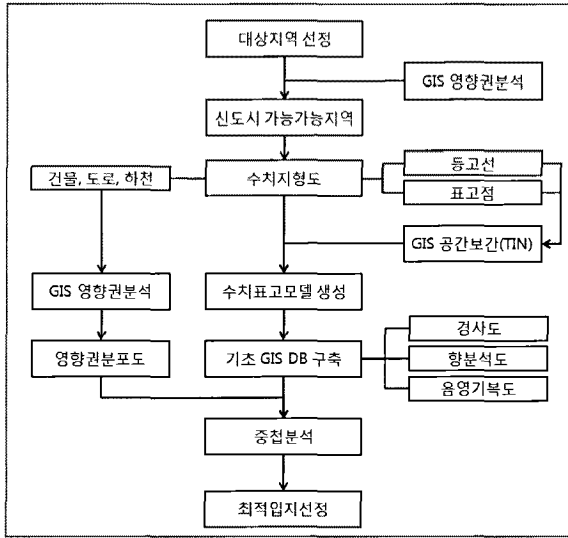 대상지역 선정
GIS 영향권분석
신도시 가능가능지역
건물, 도로, 하천
수치지형도
등고선
표고점
GIS 공간보간(TIN)
GIS 영향권분석
수치표고모델 생성
경사도
영향권분포도
기초 GIS DB 구축
향분석도
음영기복도
중첩분석
최적입지선정